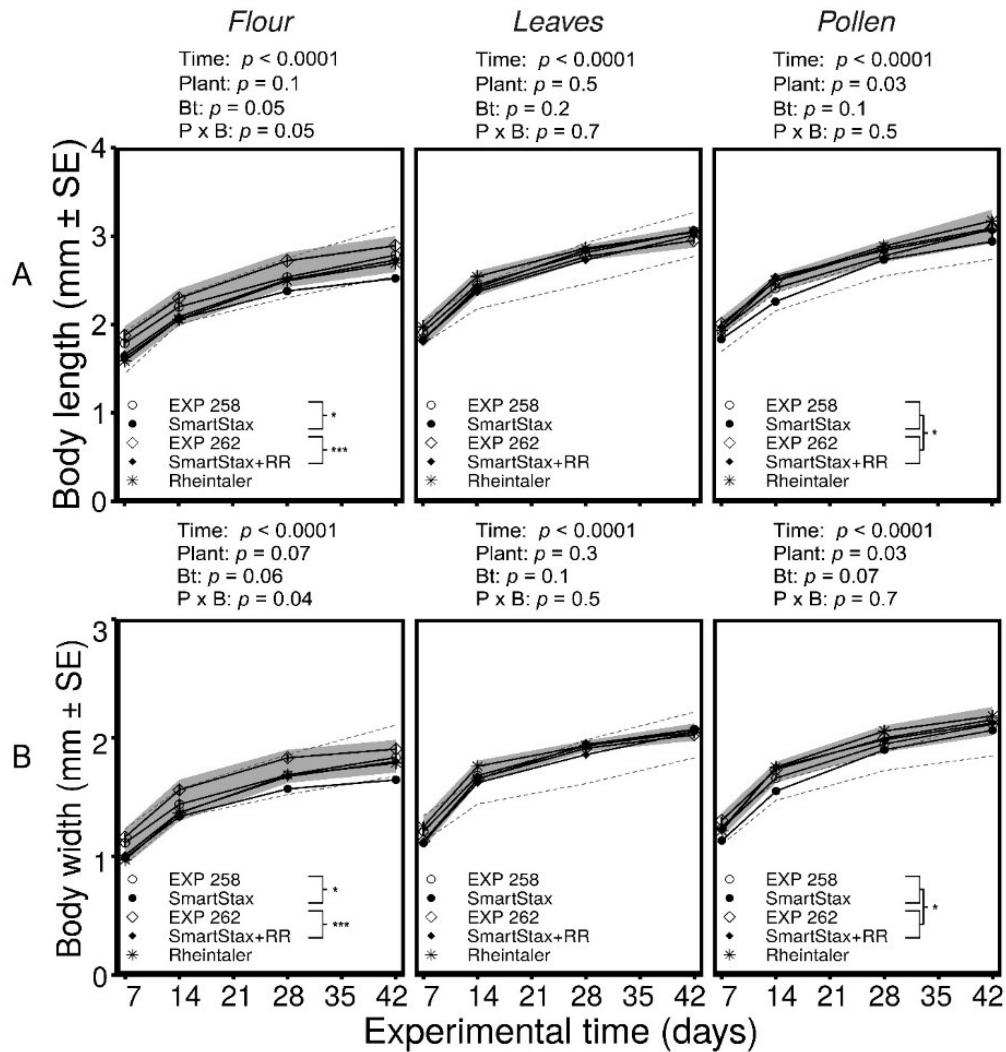 Flour Leaves Pollen
Time: p < 0.0001 Time: p < 0.0001 Time: p < 0.0001
Plant: p = 0.1 Plant: p = 0.5 Plant: p = 0.03
Bt: p = 0.05 Bt: p = 0.2 Bt: p = 0.1
P x B: p = 0.05 P x B: p = 0.7 P x B: p = 0.5
A
Body length (mm ± SE)
4
3
2
1
0
EXP 258
SmartStax
EXP 262
SmartStax+RR
Rheintaler
*
***
EXP 258
SmartStax
EXP 262
SmartStax+RR
Rheintaler
EXP 258
SmartStax
EXP 262
SmartStax+RR
Rheintaler
*
Time: p < 0.0001 Time: p < 0.0001 Time: p < 0.0001
Plant: p = 0.07 Plant: p = 0.3 Plant: p = 0.03
Bt: p = 0.06 Bt: p = 0.1 Bt: p = 0.07
P x B: p = 0.04 P x B: p = 0.5 P x B: p = 0.7
B
Body width (mm ± SE)
3
2
1
0
EXP 258
SmartStax
EXP 262
SmartStax+RR
Rheintaler
*
***
EXP 258
SmartStax
EXP 262
SmartStax+RR
Rheintaler
EXP 258
SmartStax
EXP 262
SmartStax+RR
Rheintaler
*
7 14 21 28 35 42 7 14 21 28 35 42 7 14 21 28 35 42
Experimental time (days)